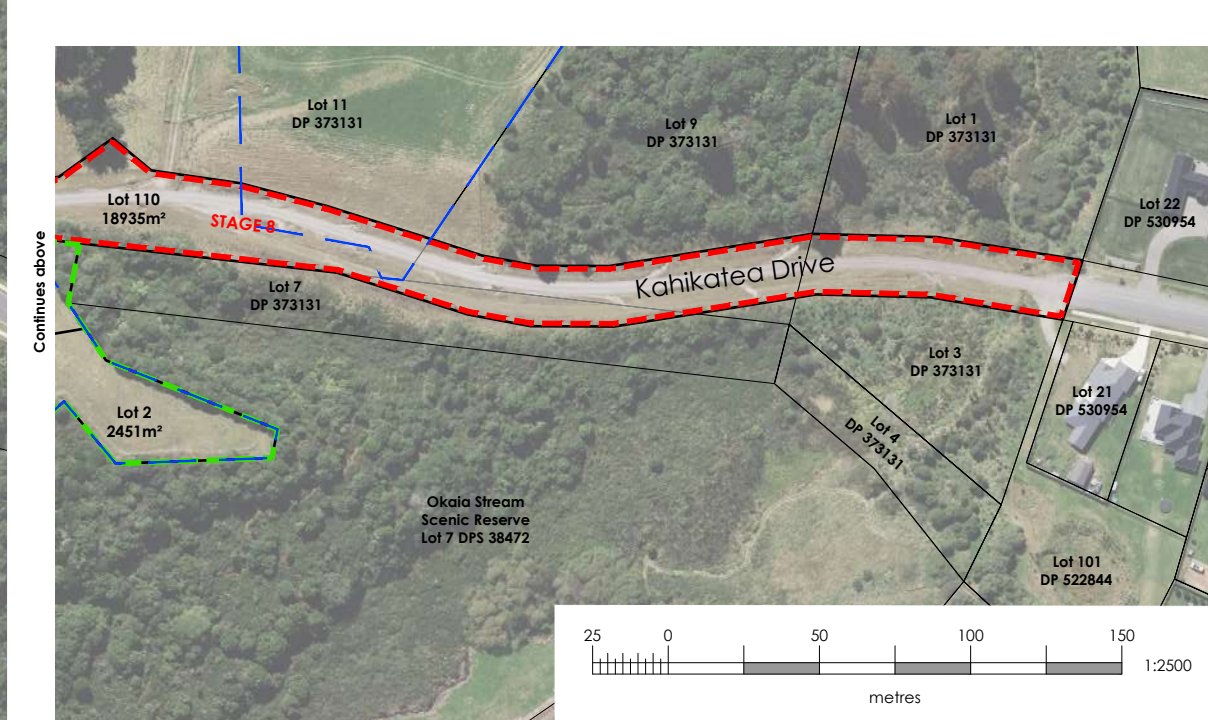 Lot 11
DP 373131
Lot 9
DP 373131
Lot 1
DP 373131
Lot 22
DP 530954
Lot 110
18935m²
STAGE 8
Continues above
Kahikatea Drive
Lot 7
DP 373131
Lot 3
DP 373131
Lot 21
DP 530954
Lot 2
2451m²
Lot 4
DP 373131
Okaia Stream
Scenic Reserve
Lot 7 DPS 38472
Lot 101
DP 522844
25 0 50 100 150
1:2500
metres